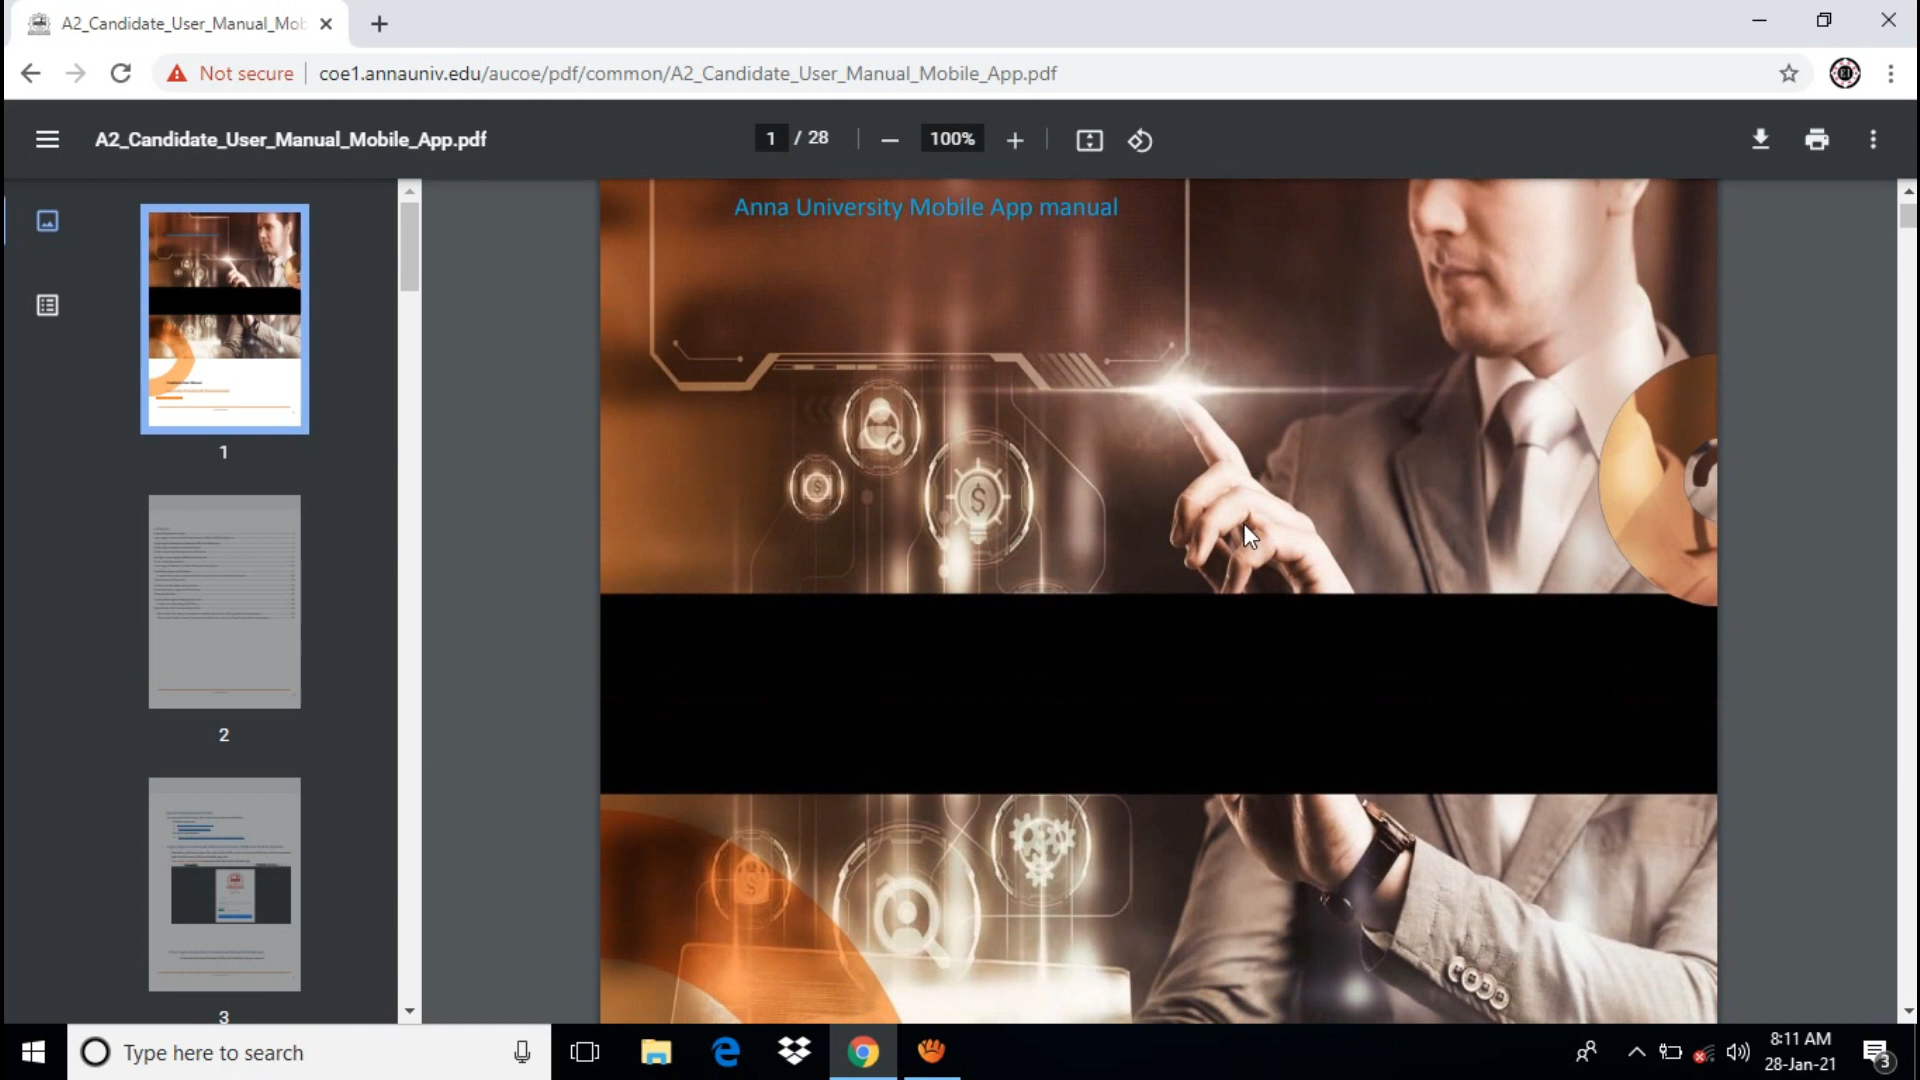 A2_Candidate_User_Manual_Mob
Not secure
coe1.annauniv.edu/aucoe/pdf/common/A2_Candidate_User_Manual_Mobile_App.pdf
A2_Candidate_User_Manual_Mobile_App.pdf
1 / 28
100%
Anna University Mobile App manual
1
2
3
Type here to search
8:11 AM
28-Jan-21
3